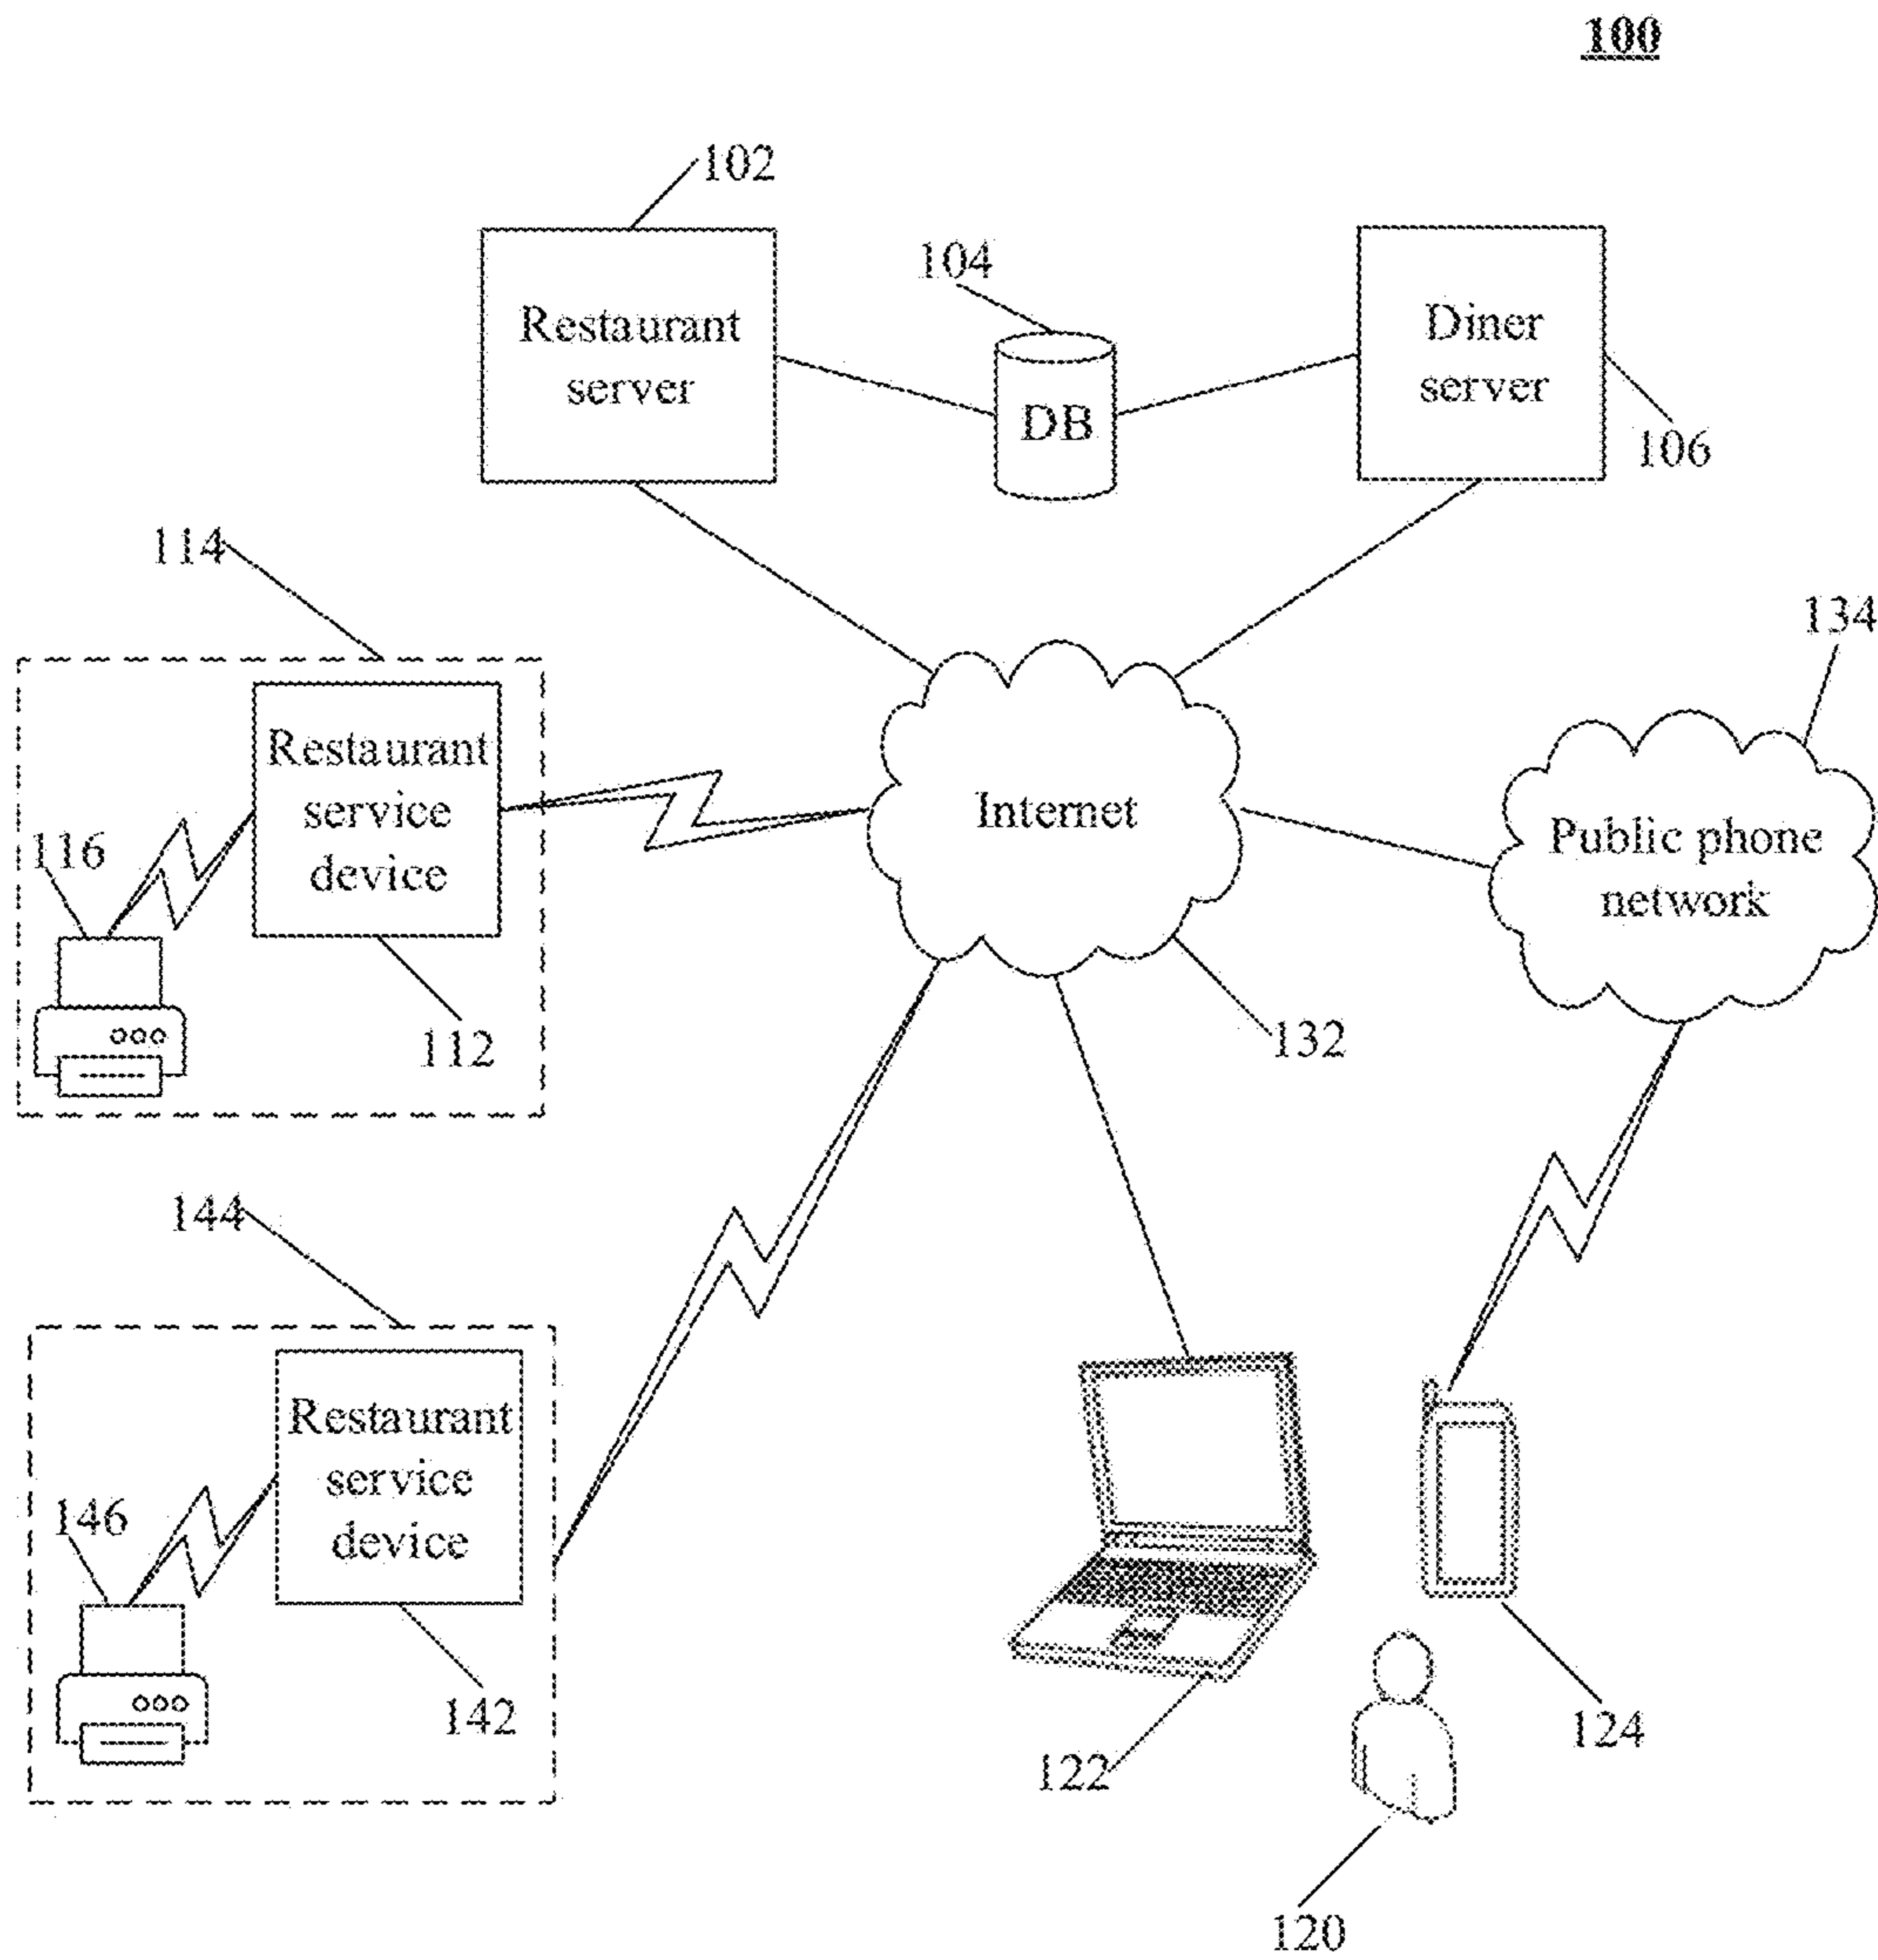 100
102
104
Restaurant
server
DB
Diner
server
106
114
134
Restaurant
service
device
Internet
Public phone
network
116
112
132
144
Restaurant
service
device
146
142
122
124
120